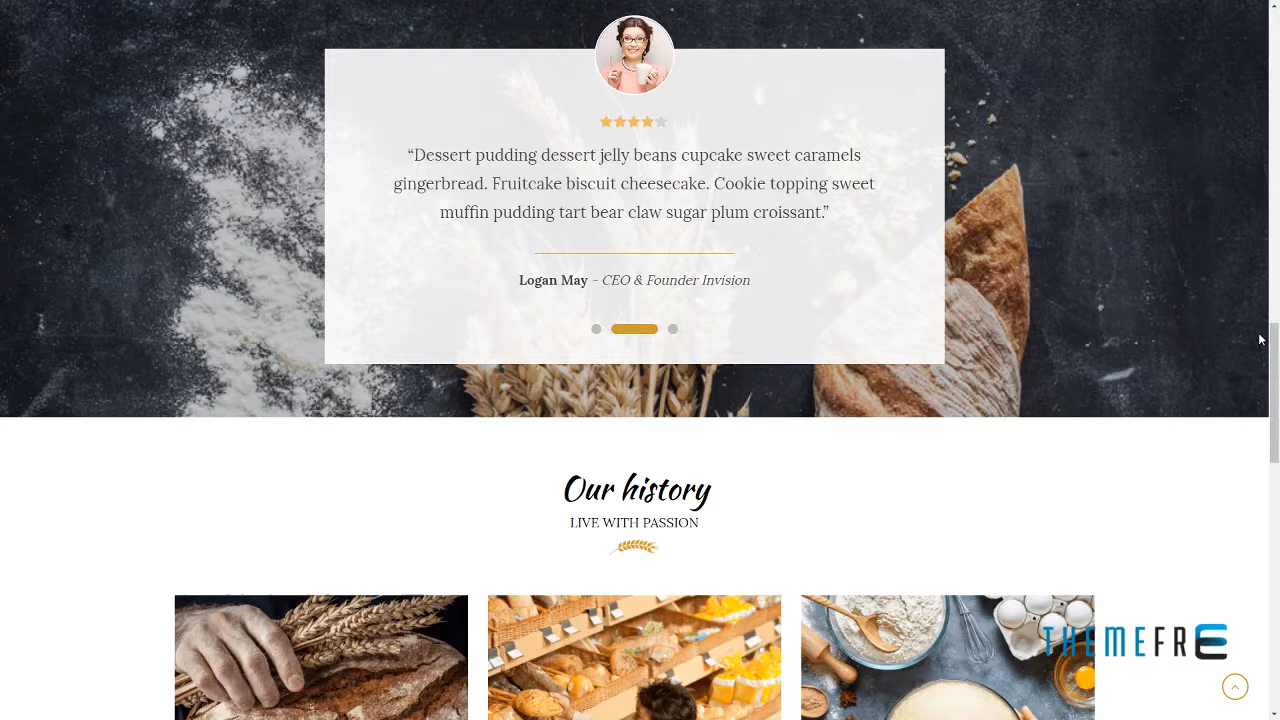 “Dessert pudding dessert jelly beans cupcake sweet caramels
gingerbread. Fruitcake biscuit cheesecake. Cookie topping sweet
muffin pudding tart bear claw sugar plum croissant.”
Logan May - CEO & Founder Invision
Our history
LIVE WITH PASSION
THEMEFRE